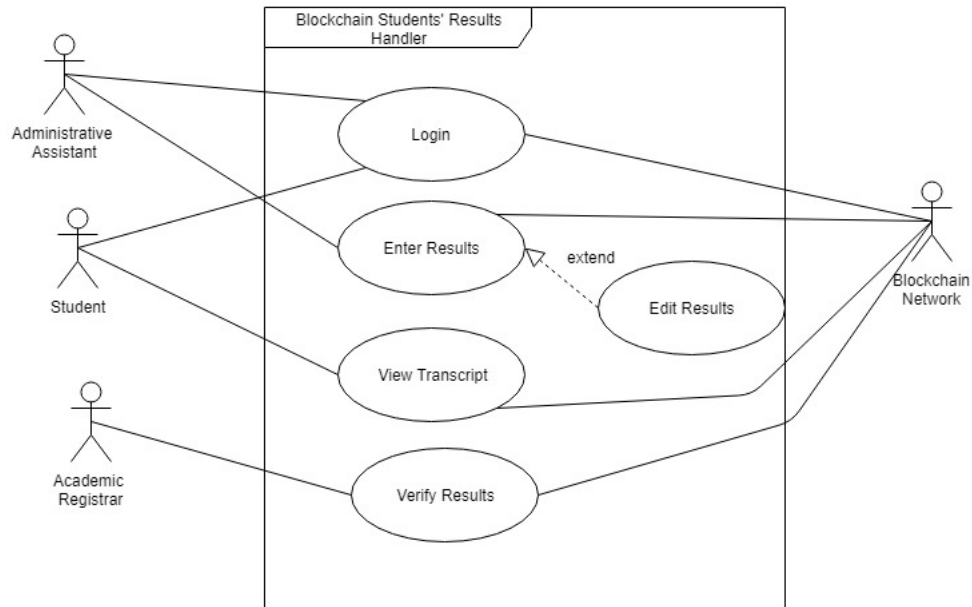 Blockchain Students' Results
Handler
Administrative
Assistant
Login
Student
Enter Results
extend
Edit Results
Blockchain
Network
View Transcript
Academic
Registrar
Verify Results